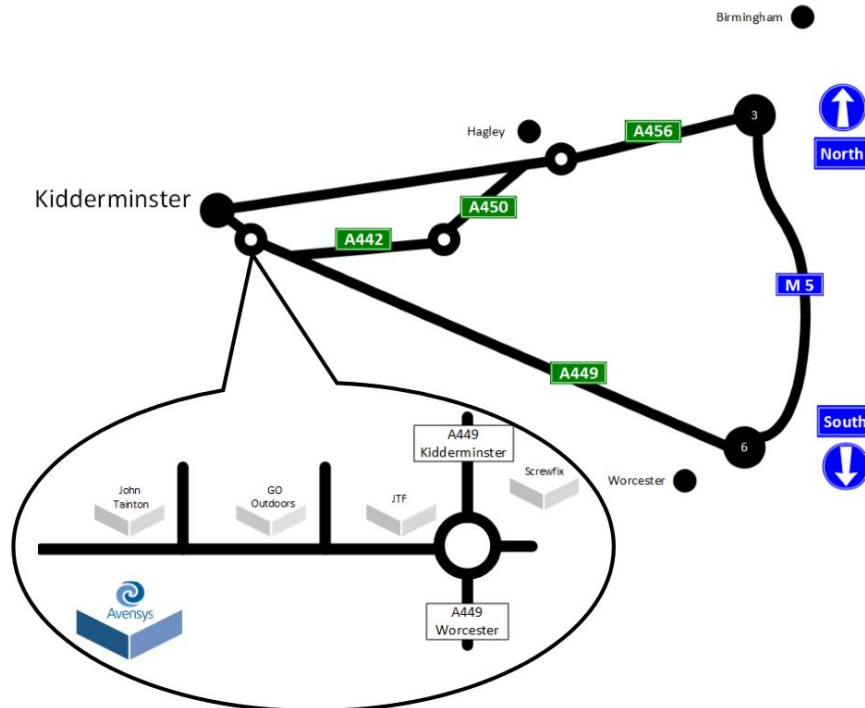 Birmingham
3
North
Hagley
A456
Kidderminster
A450
A442
M 5
A449
South
6
Worcester
A449
Kidderminster
Screwfix
John
Tainton
GO
Outdoors
JTF
Avensys
A449
Worcester